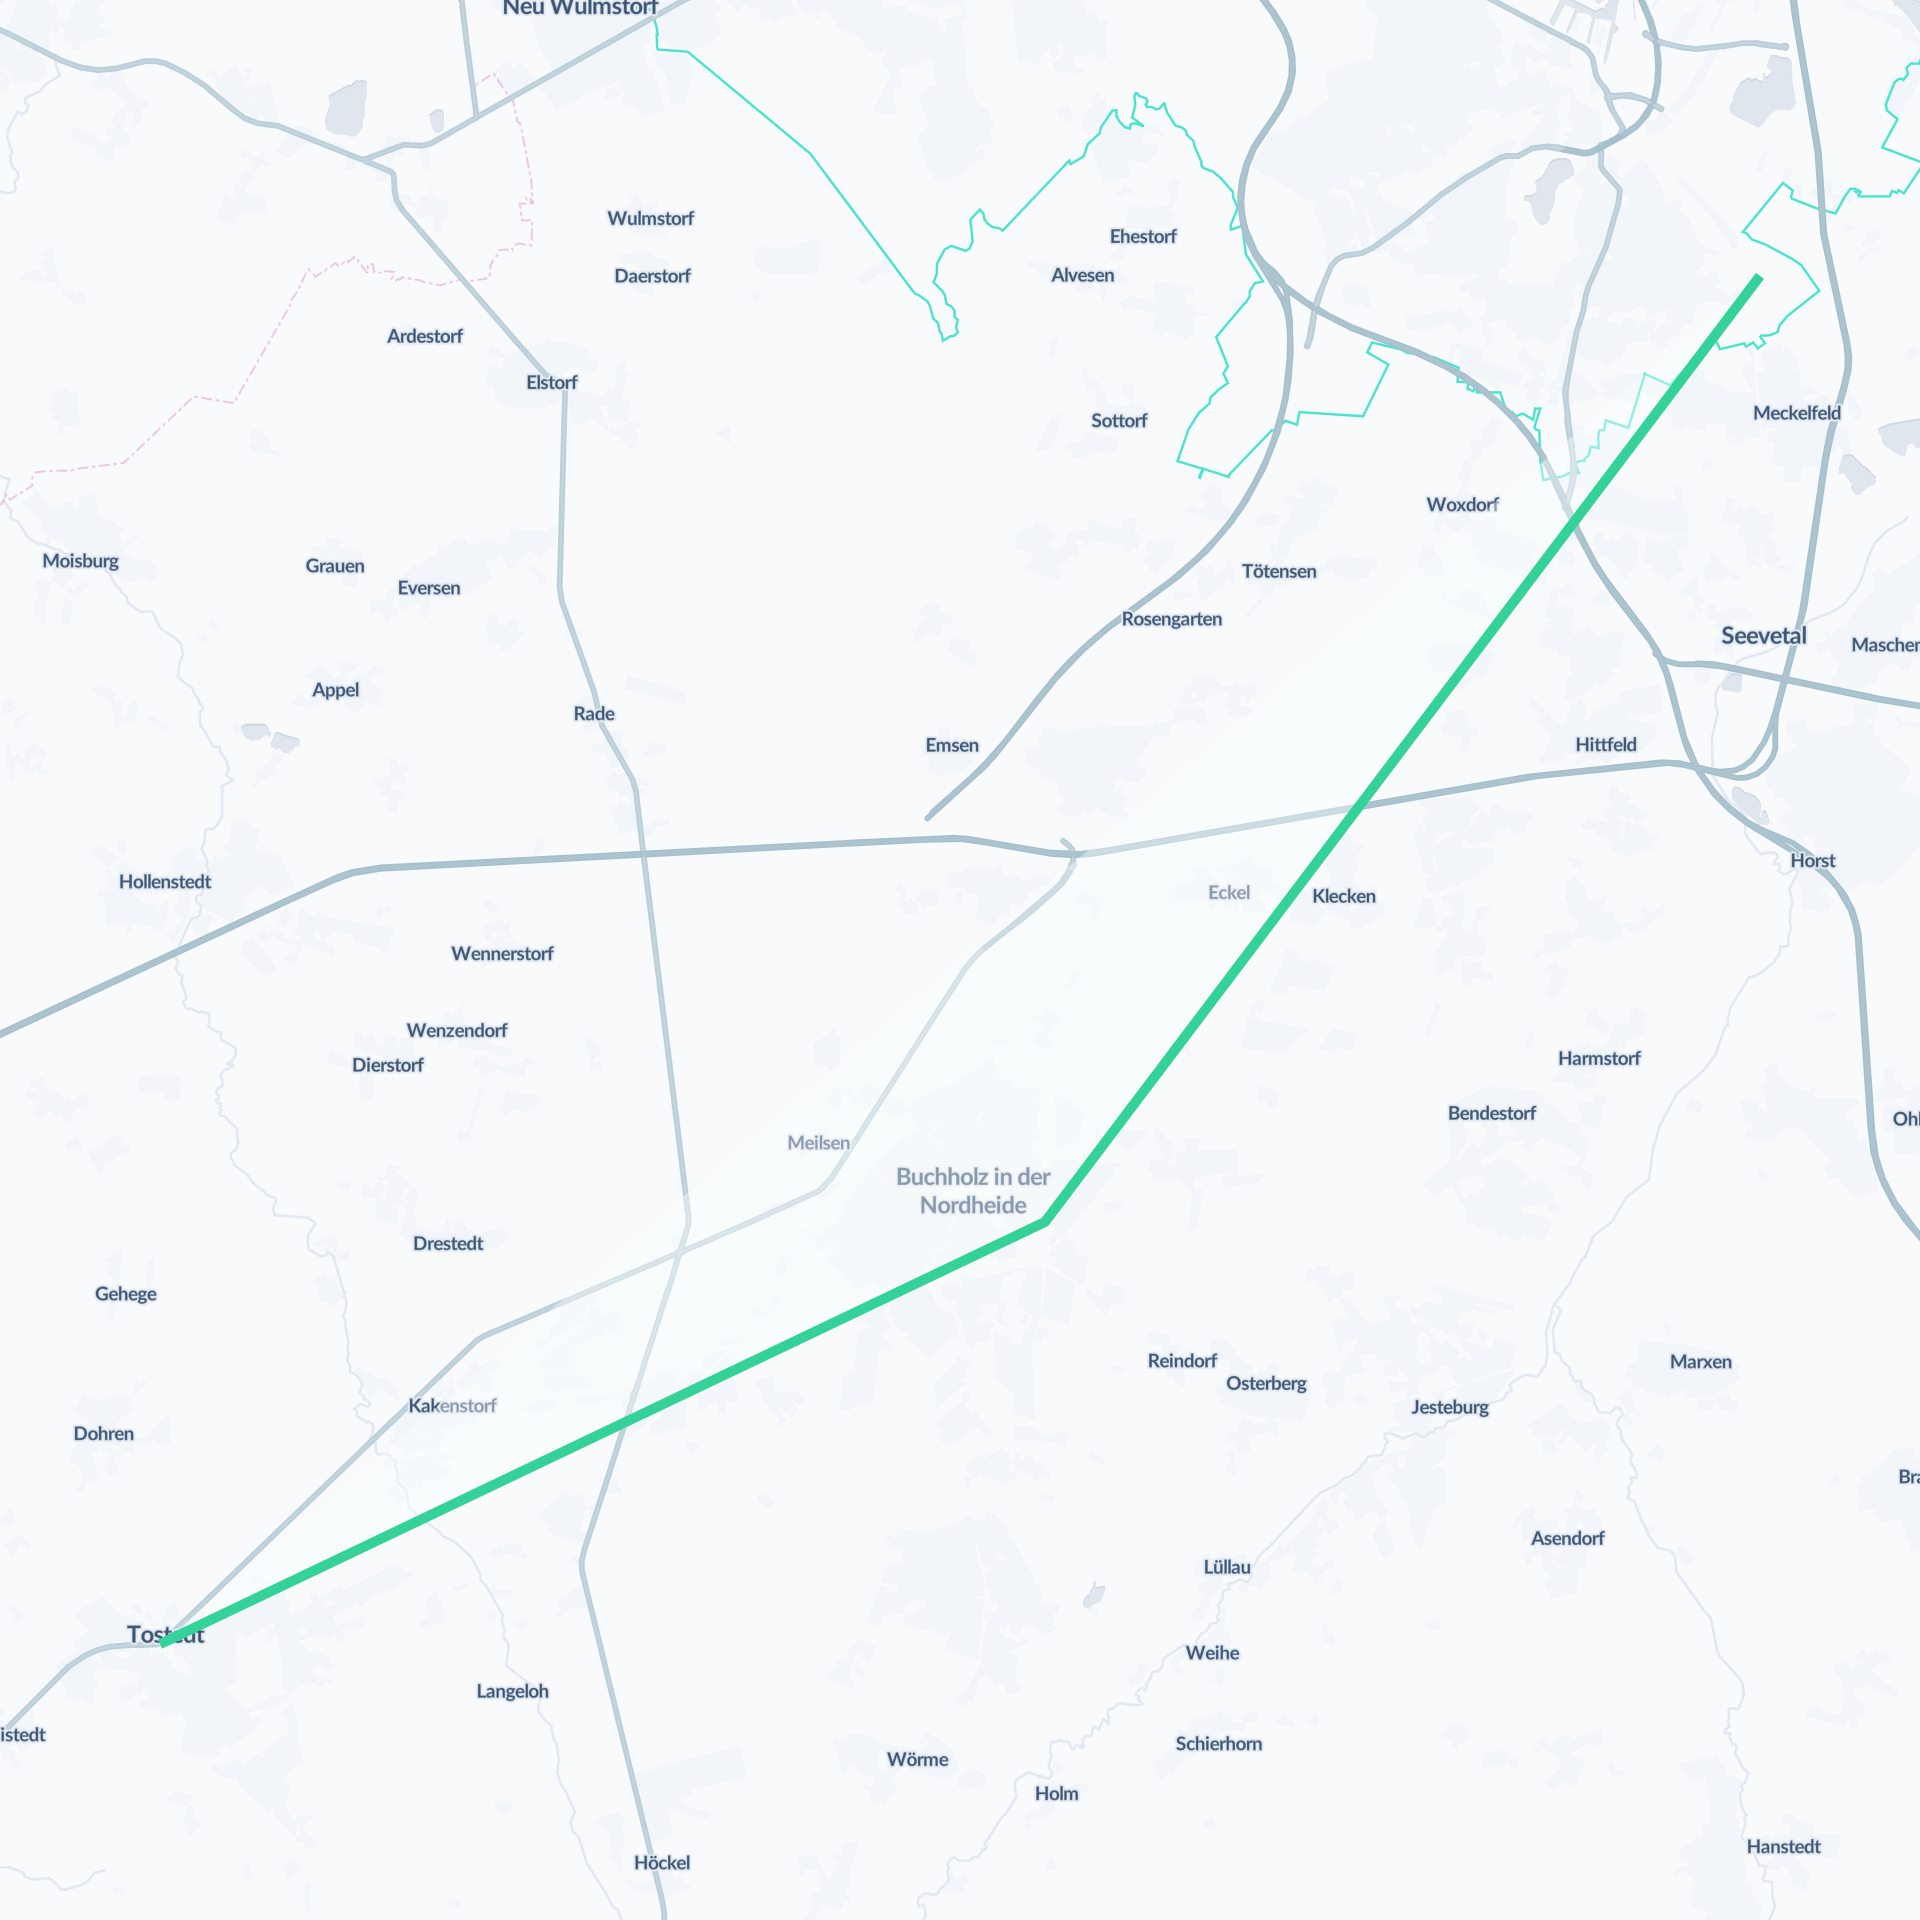 Neu Wulmstorf
Wulmstorf
Ehestorf
Daerstorf
Alvesen
Ardestorf
Elstorf
Meckelfeld
Sottorf
Woxdorf
Moisburg
Grauen
Tötensen
Eversen
Rosengarten
Seevetal
Appel
Rade
Emsen
Hittfeld
Horst
Hollenstedt
Eckel
Klecken
Wennerstorf
Wenzendorf
Harmstorf
Dierstorf
Bendestorf
Meilsen
Buchholz in der
Nordheide
Drestedt
Gehege
Reindorf
Marxen
Osterberg
Kakenstorf
Jesteburg
Dohren
Asendorf
Lüllau
Tostedt
Weihe
Langeloh
istedt
Schierhorn
Wörme
Holm
Hanstedt
Höckel